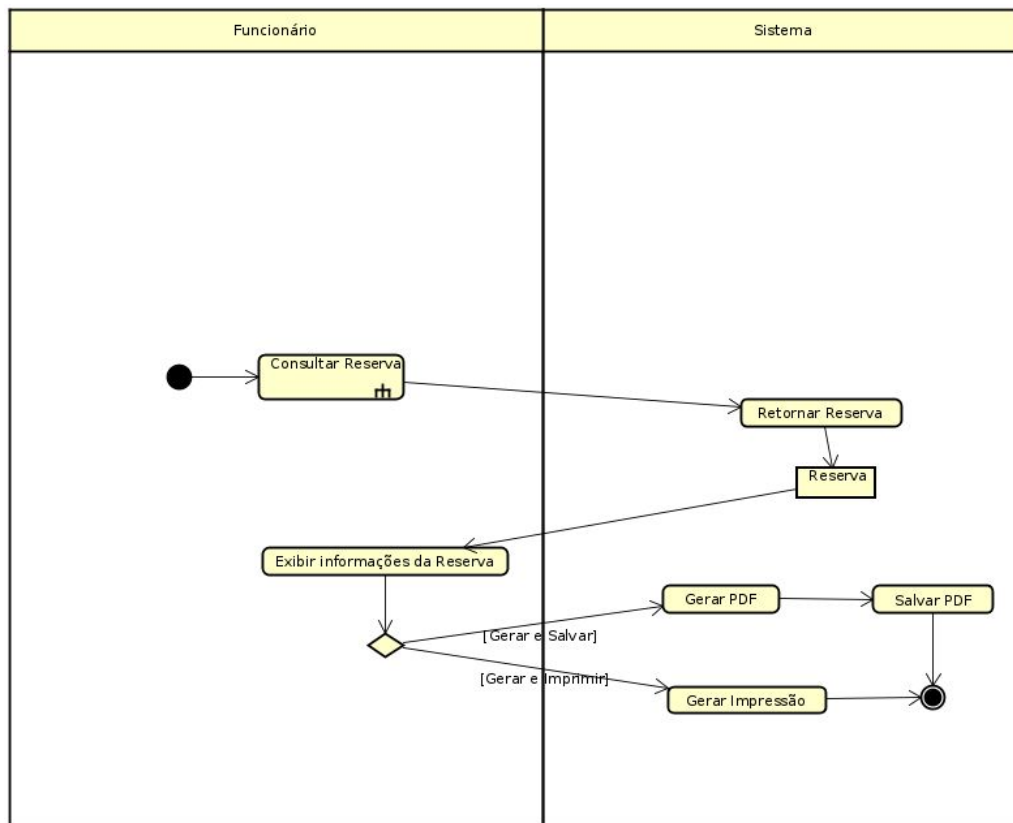 Funcionário
Sistema
Consultar Reserva
Retornar Reserva
Reserva
Exibir informações da Reserva
Gerar PDF
Salvar PDF
[Gerar e Salvar]
[Gerar e Imprimir]
Gerar Impressão